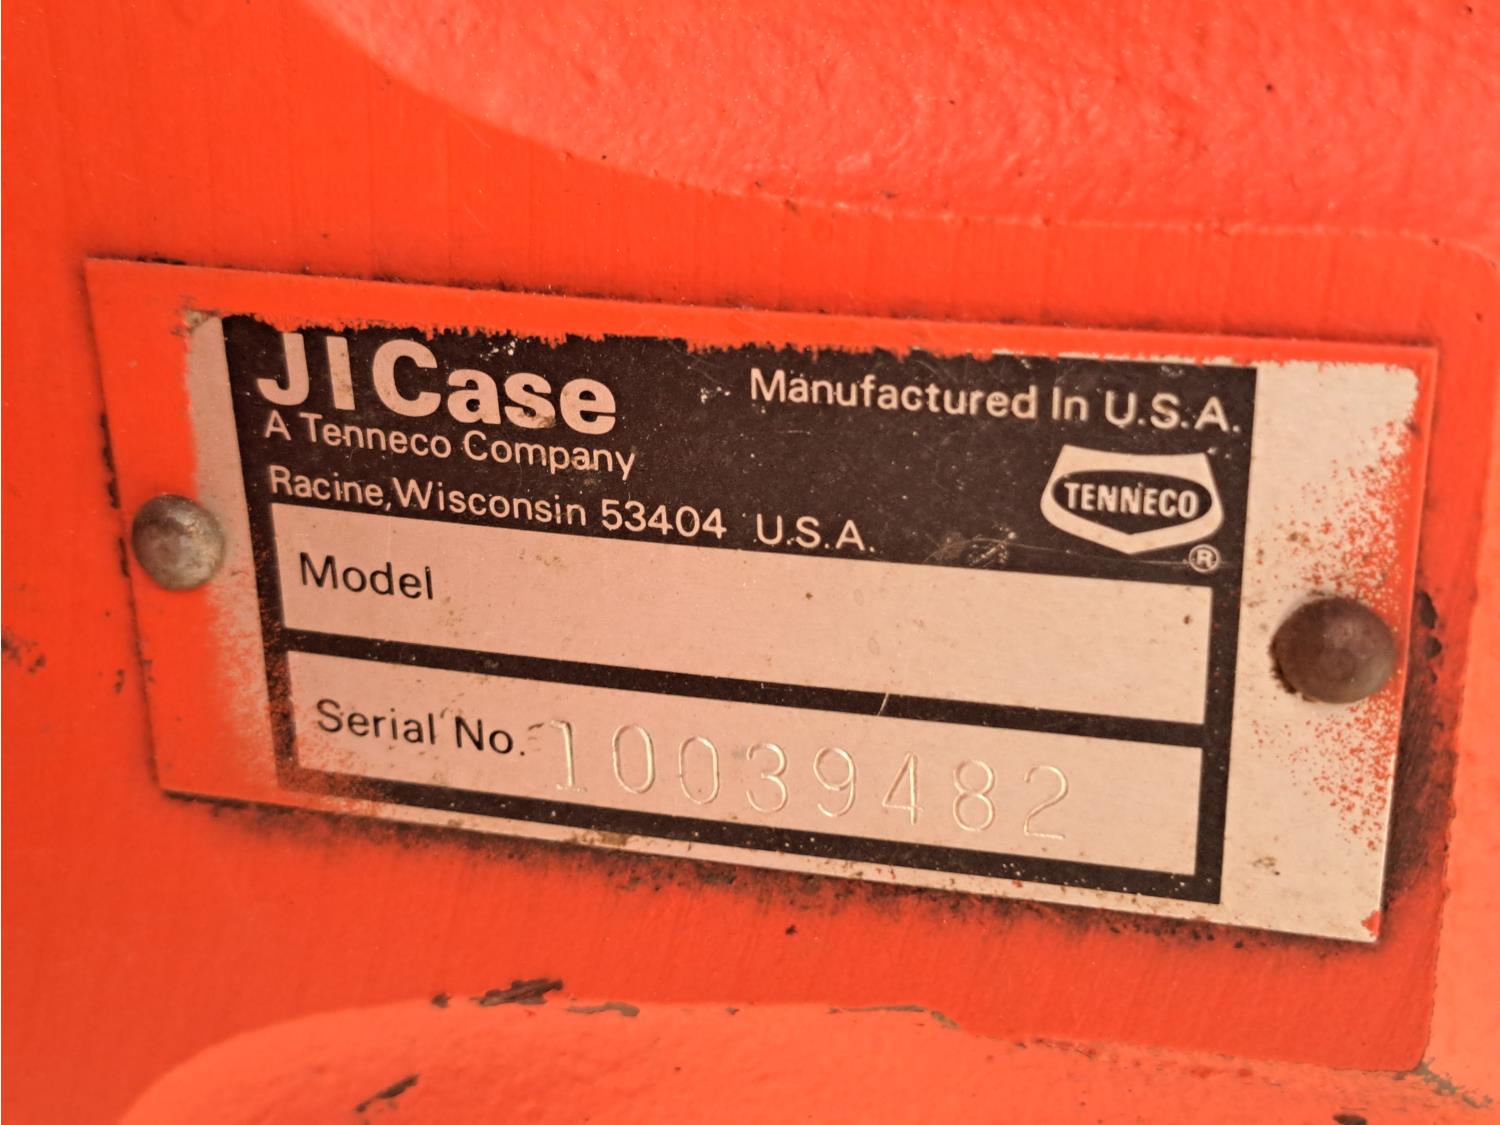 JI Case
Manufactured In U.S.A.
A Tenneco Company
Racine, Wisconsin 53404 U.S.A.
TENNECO
®
Model
Serial No. 10039482